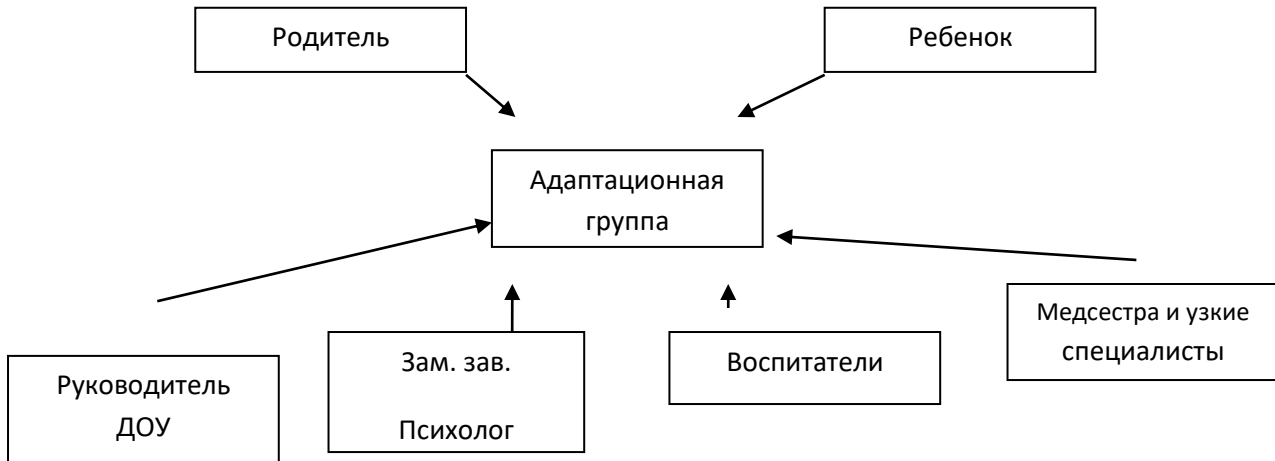 Родитель
Ребенок
Адаптационная
группа
Руководитель
ДОУ
Зам. зав.
Психолог
Воспитатели
Медсестра и узкие
специалисты